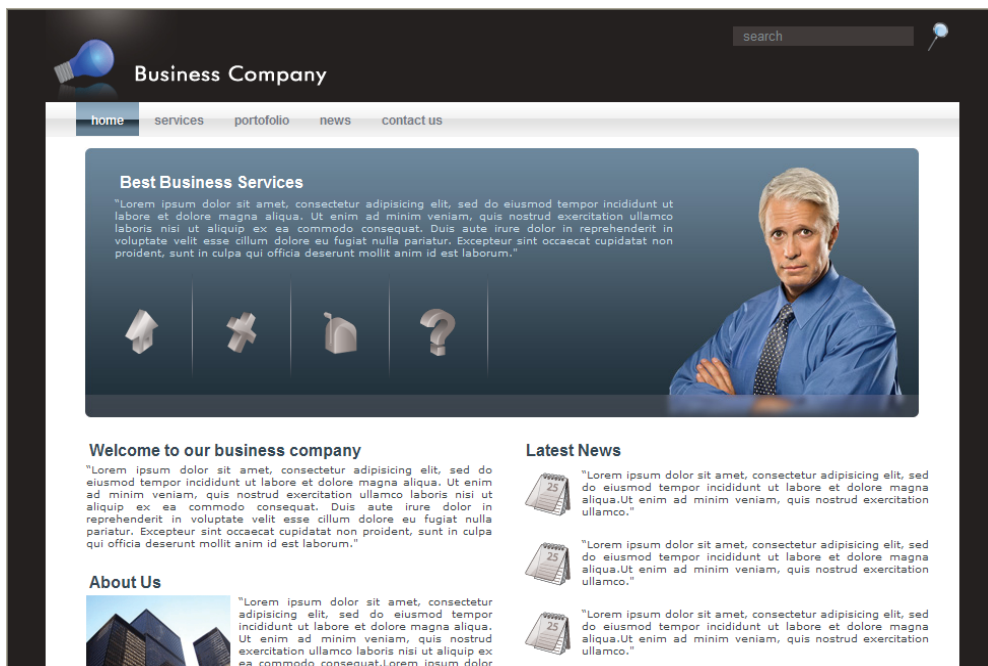 search
Business Company
home services portofolio news contact us
Best Business Services
"Lorem ipsum dolor sit amet, consectetur adipisicing elit, sed do eiusmod tempor incididunt ut
labore et dolore magna aliqua. Ut enim ad minim veniam, quis nostrud exercitation ullamco
laboris nisi ut aliquip ex ea commodo consequat. Duis aute irure dolor in reprehenderit in
voluptate velit esse cillum dolore eu fugiat nulla pariatur. Excepteur sint occaecat cupidatat non
proident, sunt in culpa qui officia deserunt mollit anim id est laborum."
Welcome to our business company
"Lorem ipsum dolor sit amet, consectetur adipisicing elit, sed do
eiusmod tempor incididunt ut labore et dolore magna aliqua. Ut enim
ad minim veniam, quis nostrud exercitation ullamco laboris nisi ut
aliquip ex ea commodo consequat. Duis aute irure dolor in
reprehenderit in voluptate velit esse cillum dolore eu fugiat nulla
pariatur. Excepteur sint occaecat cupidatat non proident, sunt in culpa
qui officia deserunt mollit anim id est laborum."
About Us
"Lorem ipsum dolor sit amet, consectetur
adipisicing elit, sed do eiusmod tempor
incididunt ut labore et dolore magna aliqua.
Ut enim ad minim veniam, quis nostrud
exercitation ullamco laboris nisi ut aliquip ex
ea commodo consequat.Lorem ipsum dolor
Latest News
25
"Lorem ipsum dolor sit amet, consectetur adipisicing elit, sed
do eiusmod tempor incididunt ut labore et dolore magna
aliqua.Ut enim ad minim veniam, quis nostrud exercitation
ullamco."
25
"Lorem ipsum dolor sit amet, consectetur adipisicing elit, sed
do eiusmod tempor incididunt ut labore et dolore magna
aliqua.Ut enim ad minim veniam, quis nostrud exercitation
ullamco."
25
"Lorem ipsum dolor sit amet, consectetur adipisicing elit, sed
do eiusmod tempor incididunt ut labore et dolore magna
aliqua.Ut enim ad minim veniam, quis nostrud exercitation
ullamco."